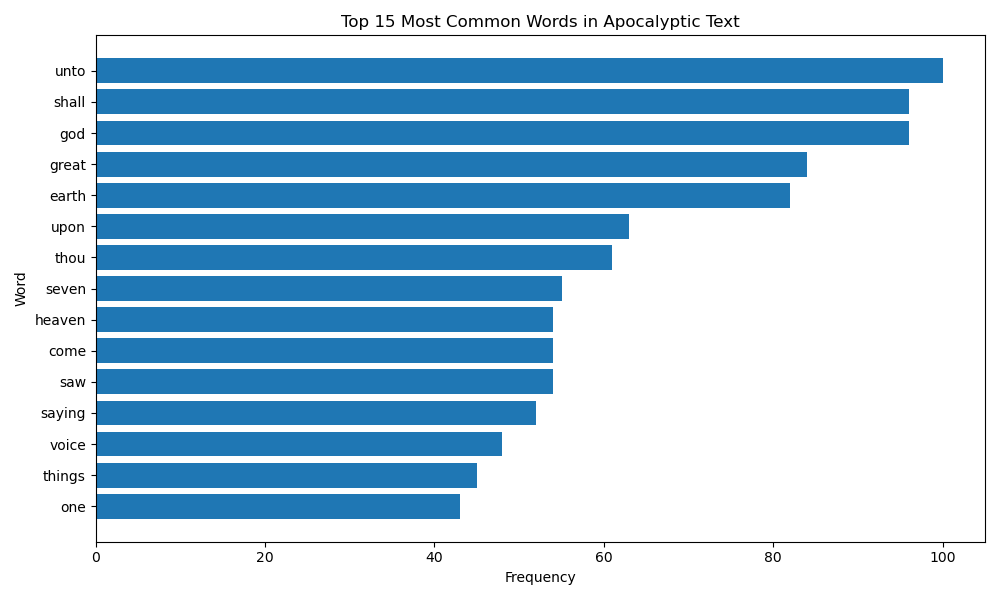 Top 15 Most Common Words in Apocalyptic Text
Word
unto
shall
god
great
earth
upon
thou
seven
heaven
come
saw
saying
voice
things
one
0 20 40 60 80 100
Frequency